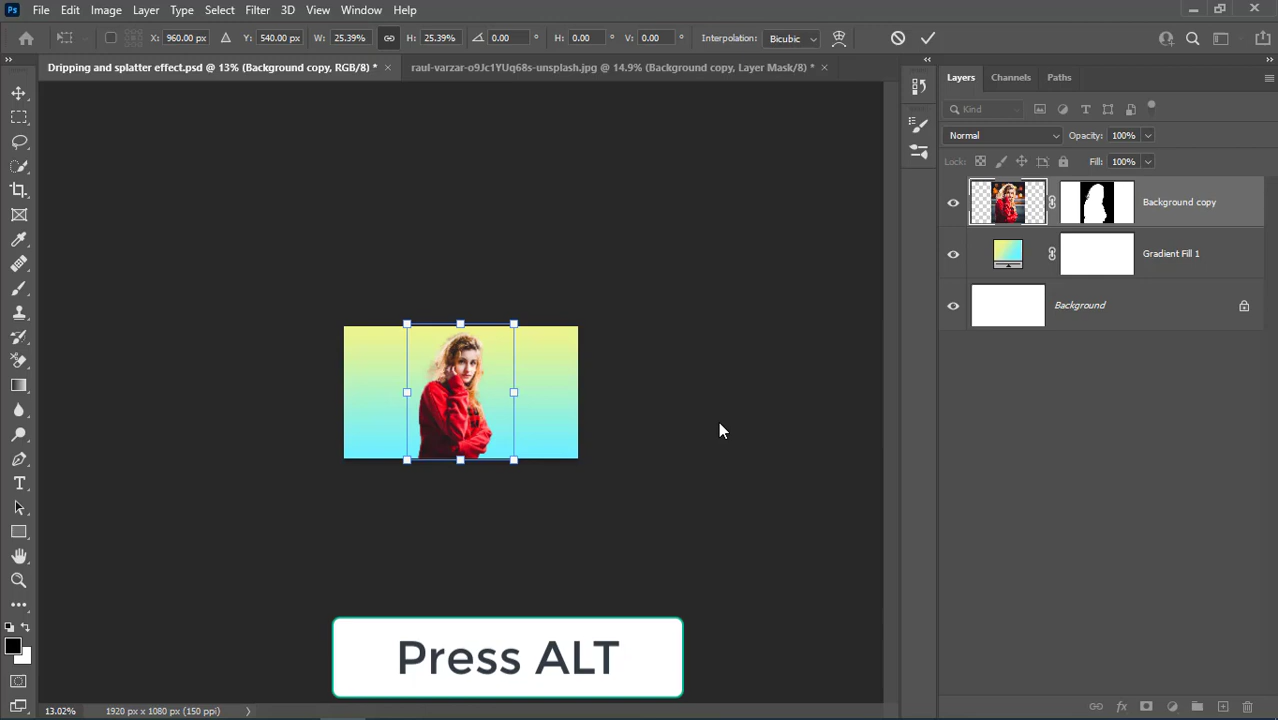 Ps File Edit Image Layer Type Select Filter 3D View Window Help
X: 960.00 px Y: 540.00 px W: 25.39% H: 25.39% 0.00 ° H: 0.00 ° V: 0.00 ° Interpolation: Bicubic
Dripping and splatter effect.psd @ 13% (Background copy, RGB/8) * × raul-varzar-o9Jc1YUq68s-unsplash.jpg @ 14.9% (Background copy, Layer Mask/8) * ×
Layers Channels Paths
Kind
Normal Opacity: 100%
Lock: Fill: 100%
Background copy
Gradient Fill 1
Background
Press ALT
13.02% 1920 px x 1080 px (150 ppi)